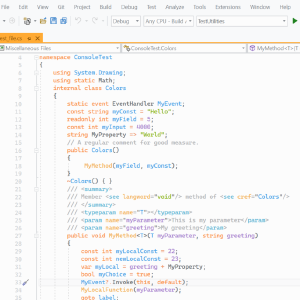 File Edit View Git Project Build Debug Test Analyze Tools Extensions Window Help
Debug Any CPU - Build TestUtilities
Miscellaneous Files ConsoleTest.Colors MyMethod<T>(T
namespace ConsoleTest
{
using System.Drawing;
using static Math;
internal class Colors
{
static event EventHandler MyEvent;
const string myConst = "Hello";
readonly int myField = 3;
const int myInput = 4000;
string MyProperty => "World";
// A regular comment for good measure.
public Colors()
{
MyMethod(myField, myConst);
}
~Colors() { }
/// <summary>
/// Member <see langword="void"/> method of <see cref="Colors"/>
/// </summary>
/// <typeparam name="T"></typeparam>
/// <param name="myParameter">This is my parameter</param>
/// <param name="greeting">My greeting</param>
public void MyMethod<T>(T myParameter, string greeting)
{
const int myLocalConst = 22;
const int newLocalConst = 23;
var myLocal = greeting + MyProperty;
bool myChoice = true;
MyEvent?.Invoke(this, default);
MyLocalFunction(myParameter);
goto label;